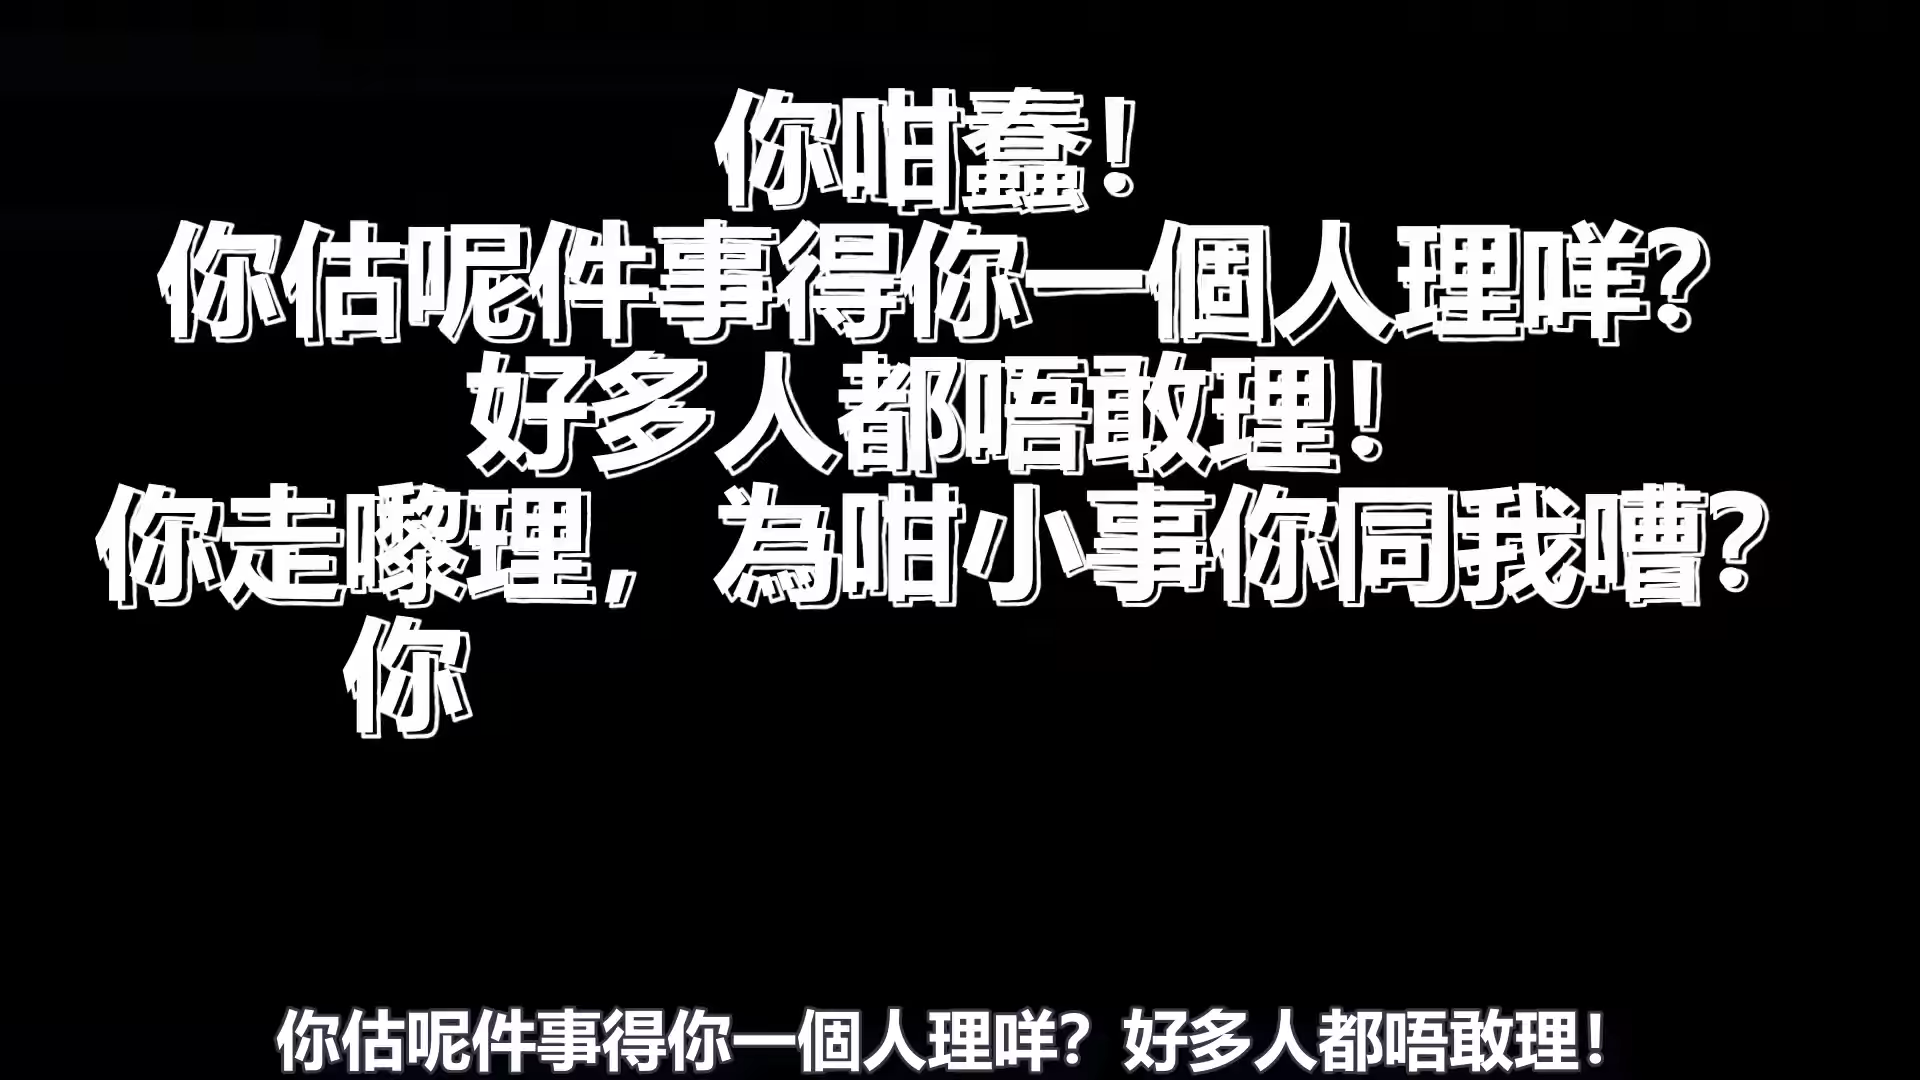 你咁蠢！
你估呢件事得你一個人理咩？
好多人都唔敢理！
你走嚟理，為咁小事你同我嘈？
你
你估呢件事得你一個人理咩？好多人都唔敢理！